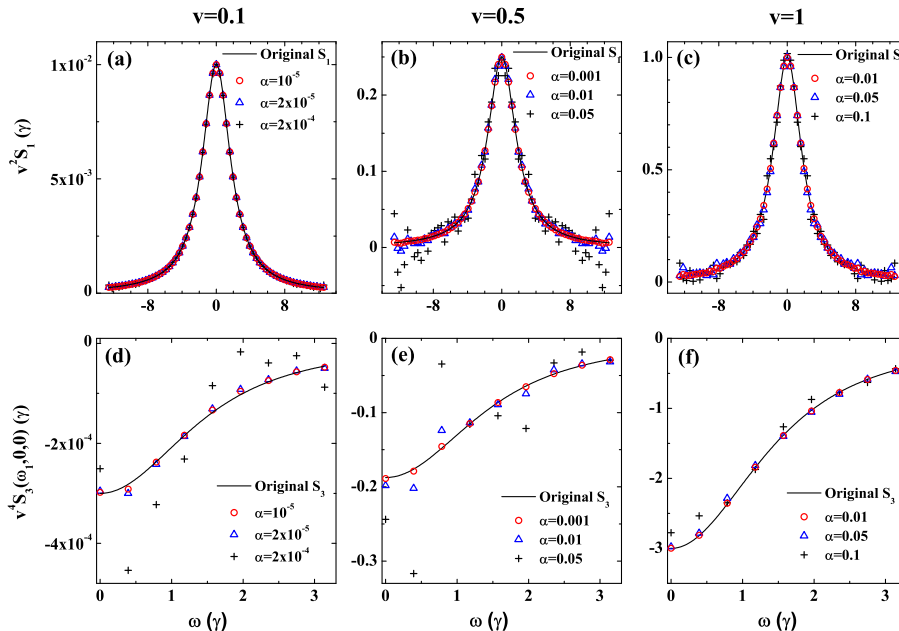 v=0.1
v=0.5
v=1
v²S₁ (γ)
(a)
Original S₁
α=10⁻⁵
α=2x10⁻⁵
α=2x10⁻⁴
1x10⁻²
5x10⁻³
0
-8 0 8
(b)
Original S₁
α=0.001
α=0.01
α=0.05
0.2
0.1
0
-8 0 8
(c)
Original S₁
α=0.01
α=0.05
α=0.1
1.0
0.5
0
-8 0 8
v⁴S₃(ω₁,0,0) (γ)
(d)
Original S₃
α=10⁻⁵
α=2x10⁻⁵
α=2x10⁻⁴
0
-2x10⁻⁴
-4x10⁻⁴
0 1 2 3
ω (γ)
(e)
Original S₃
α=0.001
α=0.01
α=0.05
0
-0.1
-0.2
-0.3
0 1 2 3
ω (γ)
(f)
Original S₃
α=0.01
α=0.05
α=0.1
0
-1
-2
-3
0 1 2 3
ω (γ)